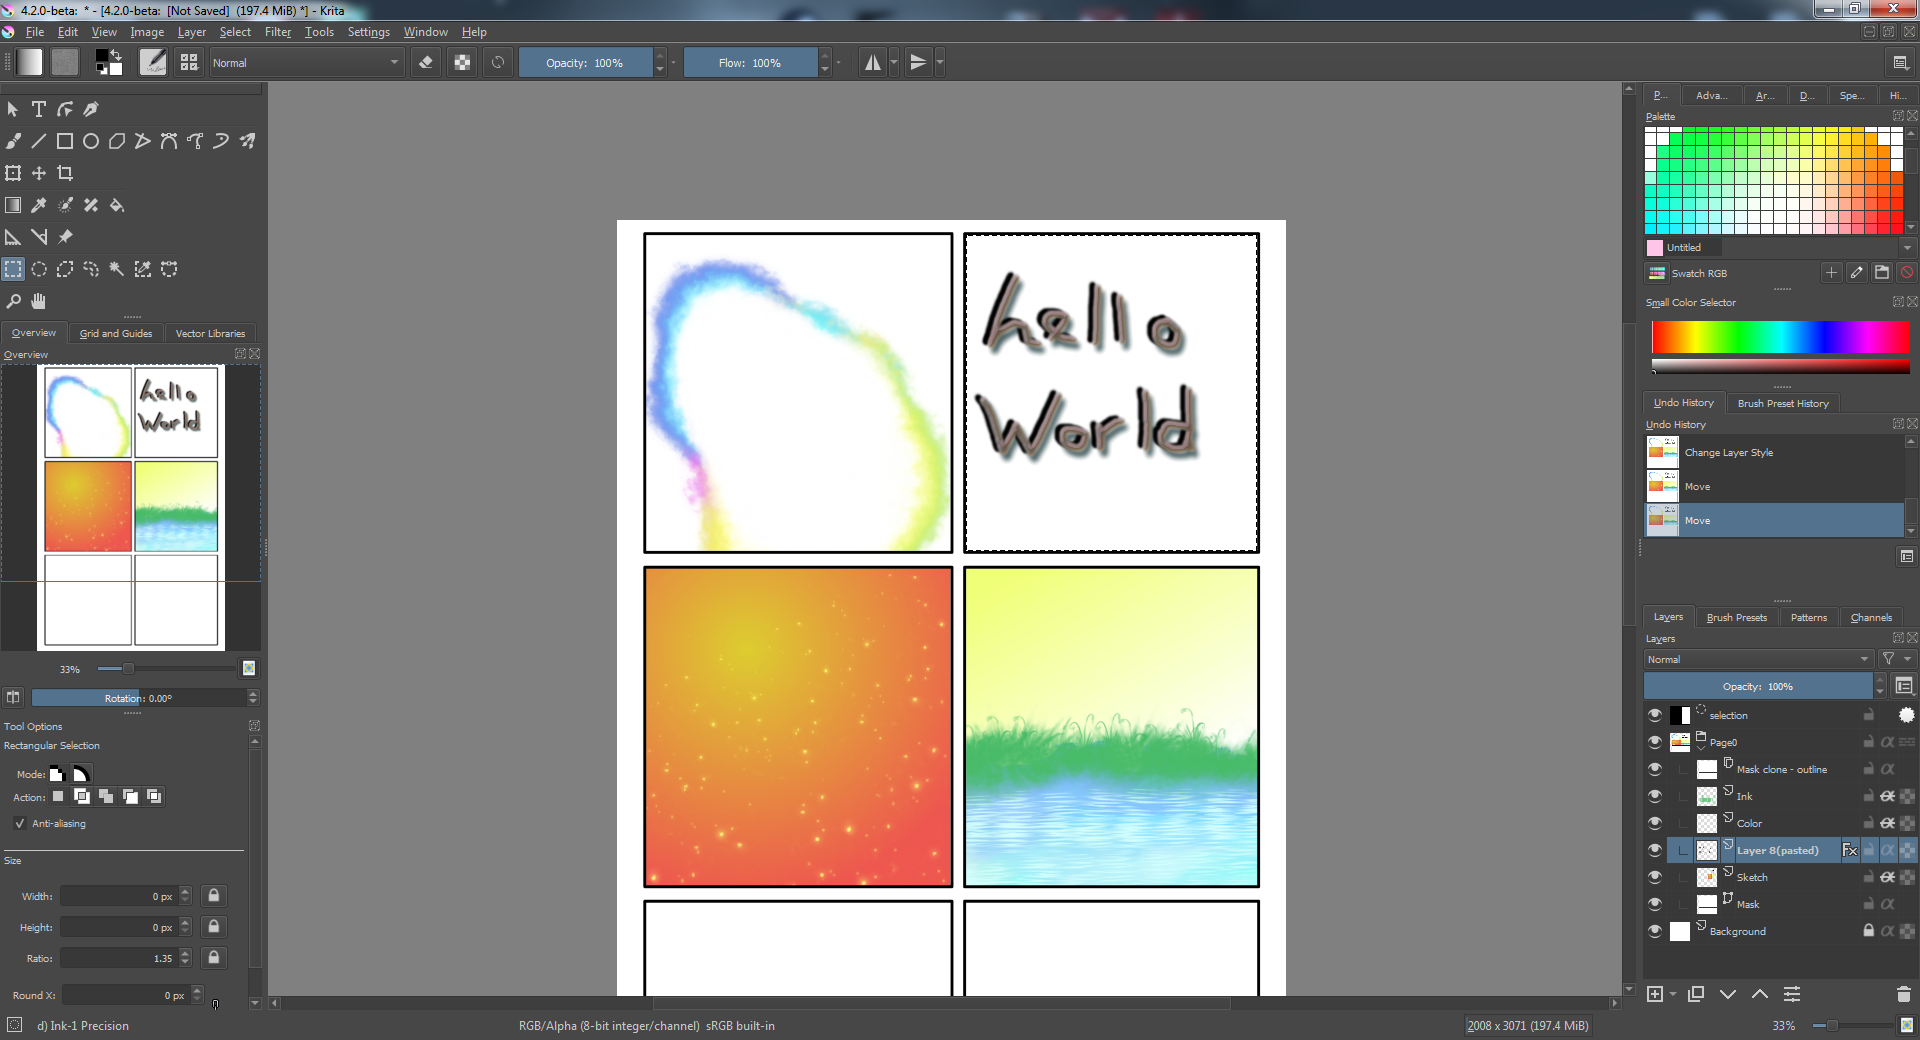 4.2.0-beta:  * - [4.2.0-beta:  [Not Saved]  (197.4 MiB) *] - Krita
File Edit View Image Layer Select Filter Tools Settings Window Help
Normal Opacity: 100% Flow: 100%
P... Adva... Ar... D... Spe... Hi...
Palette
Untitled
Swatch RGB
Small Color Selector
Undo History Brush Preset History
Undo History
Change Layer Style
Move
Move
Layers Brush Presets Patterns Channels
Layers
Normal
Opacity: 100%
selection
Page0
Mask clone - outline
Ink
Color
Layer 8(pasted) Fx
Sketch
Mask
Background
Overview Grid and Guides Vector Libraries
Overview
hello
World
33%
Rotation: 0.00°
Tool Options
Rectangular Selection
Mode:
Action:
Anti-aliasing
Size
Width: 0 px
Height: 0 px
Ratio: 1.35
Round X: 0 px
hello
World
d) Ink-1 Precision
RGB/Alpha (8-bit integer/channel)  sRGB built-in
2008 x 3071 (197.4 MiB)
33%